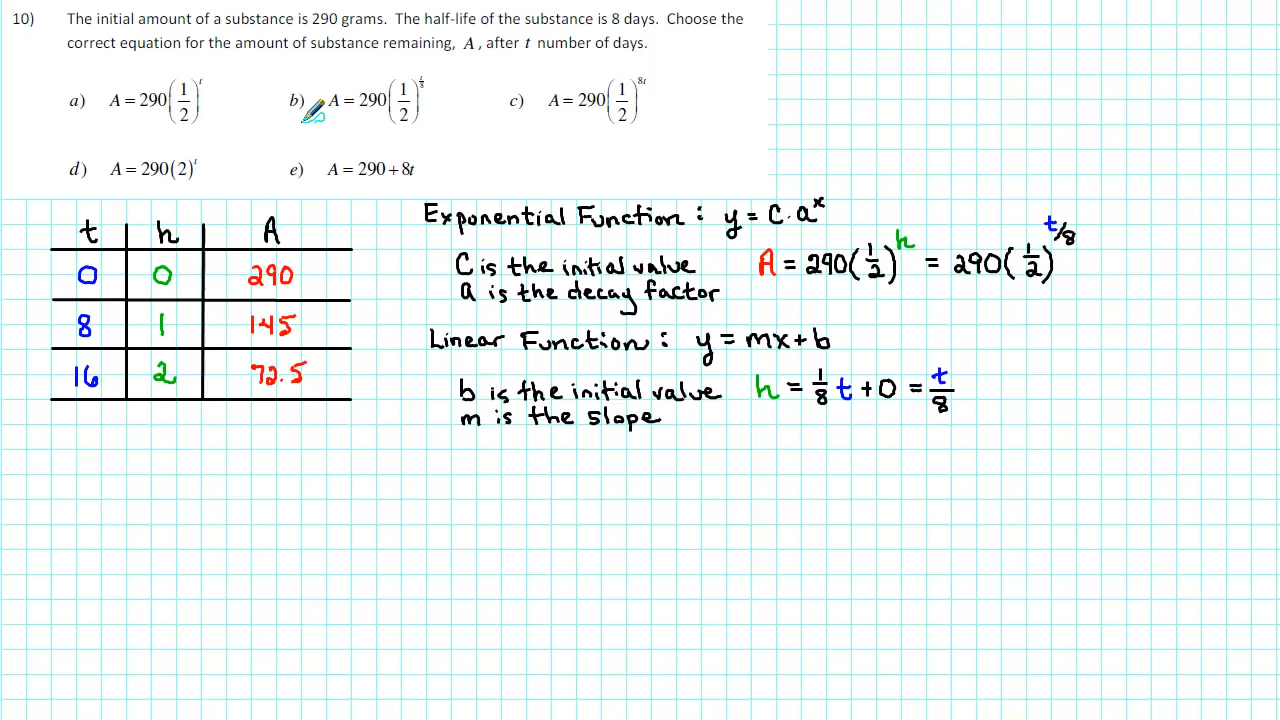 10) The initial amount of a substance is 290 grams. The half-life of the substance is 8 days. Choose the
correct equation for the amount of substance remaining, A, after t number of days.
a) A = 290(1/2)^t b) A = 290(1/2)^(t/8) c) A = 290(1/2)^(8t)
d) A = 290(2)^t e) A = 290 + 8t
t h A
0 0 290
8 1 145
16 2 72.5
Exponential Function : y = C · a^x
C is the initial value A = 290(1/2)^h = 290(1/2)^(t/8)
a is the decay factor
Linear Function : y = mx + b
b is the initial value h = 1/8 t + 0 = t/8
m is the slope